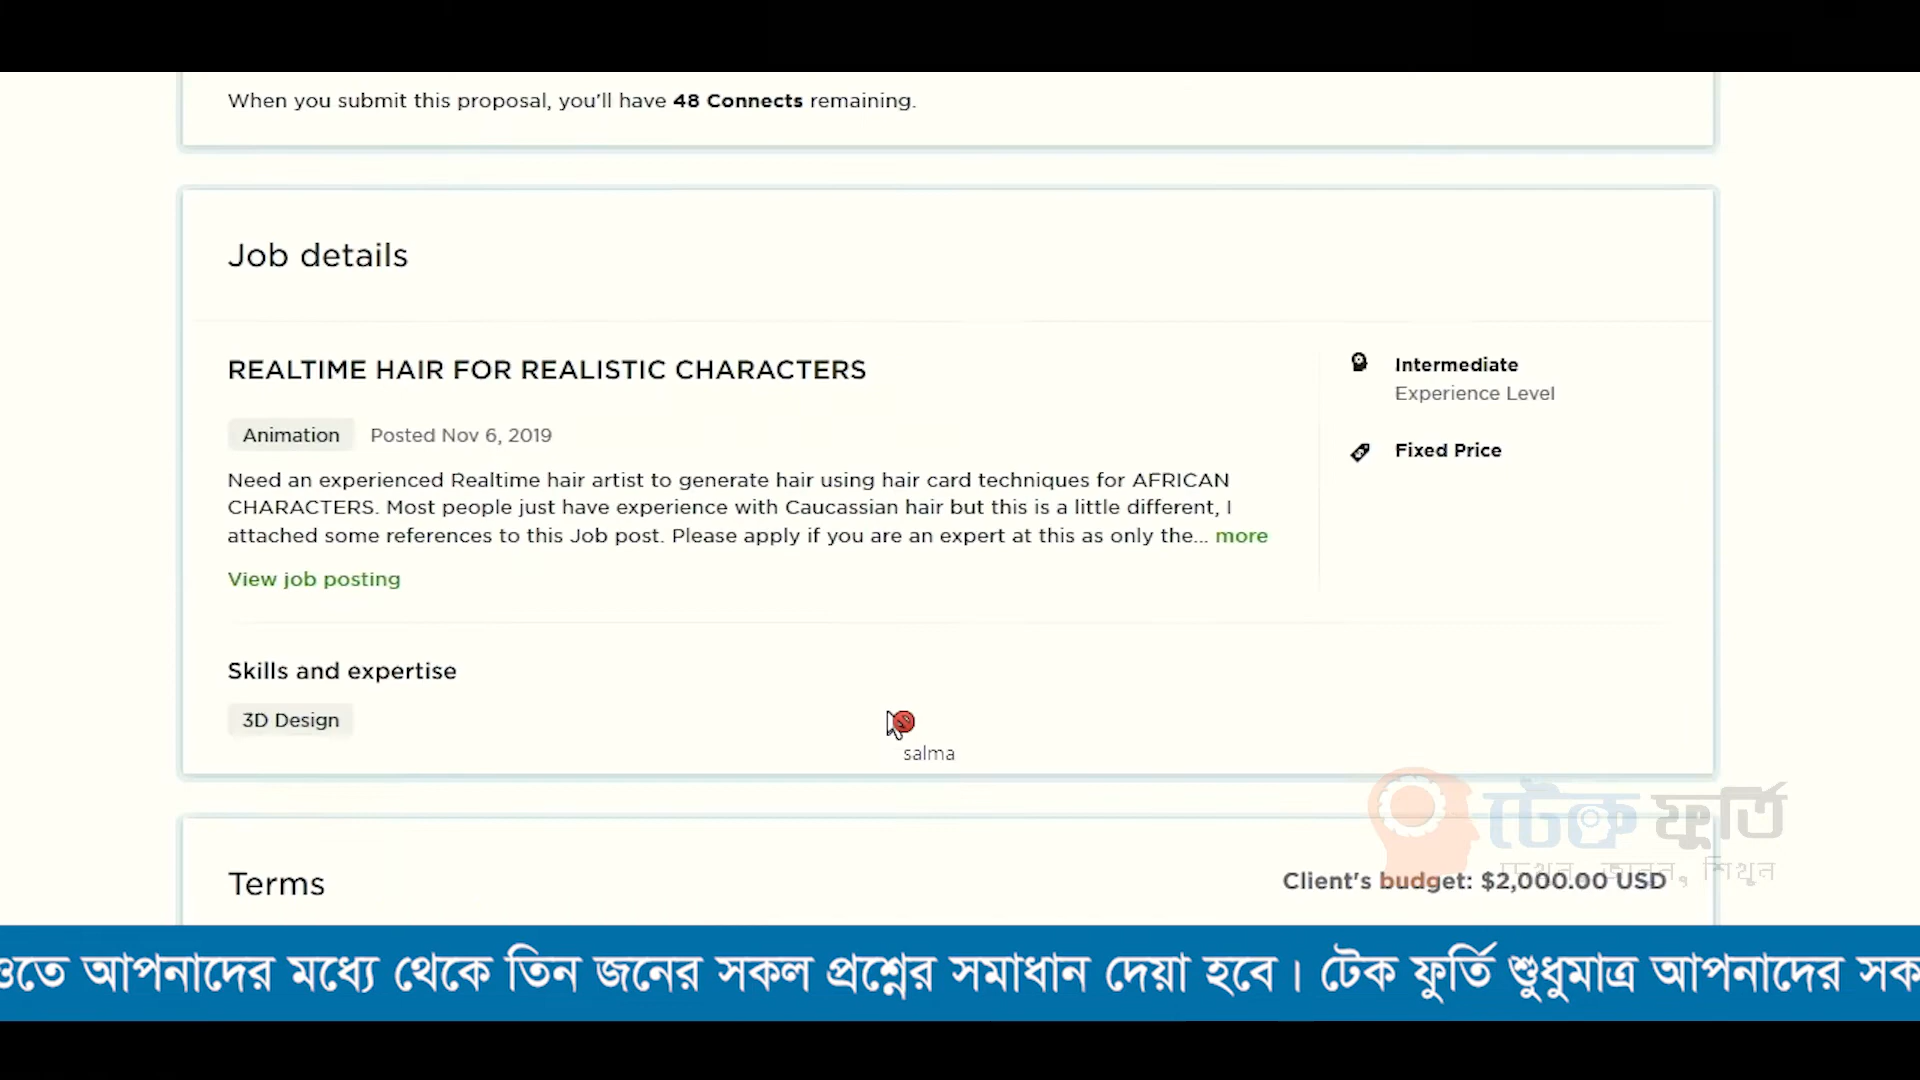 When you submit this proposal, you'll have 48 Connects remaining.
Job details
REALTIME HAIR FOR REALISTIC CHARACTERS
Animation Posted Nov 6, 2019
Need an experienced Realtime hair artist to generate hair using hair card techniques for AFRICAN
CHARACTERS. Most people just have experience with Caucassian hair but this is a little different, I
attached some references to this Job post. Please apply if you are an expert at this as only the... more
View job posting
Intermediate
Experience Level
Fixed Price
Skills and expertise
3D Design
salma
টেক ফুর্তি
দেখুন, ভাবুন, শিখুন
Terms
Client's budget: $2,000.00 USD
আপনাদের মধ্যে থেকে তিন জনের সকল প্রশ্নের সমাধান দেয়া হবে। টেক ফুর্তি শুধুমাত্র আপনাদের সক